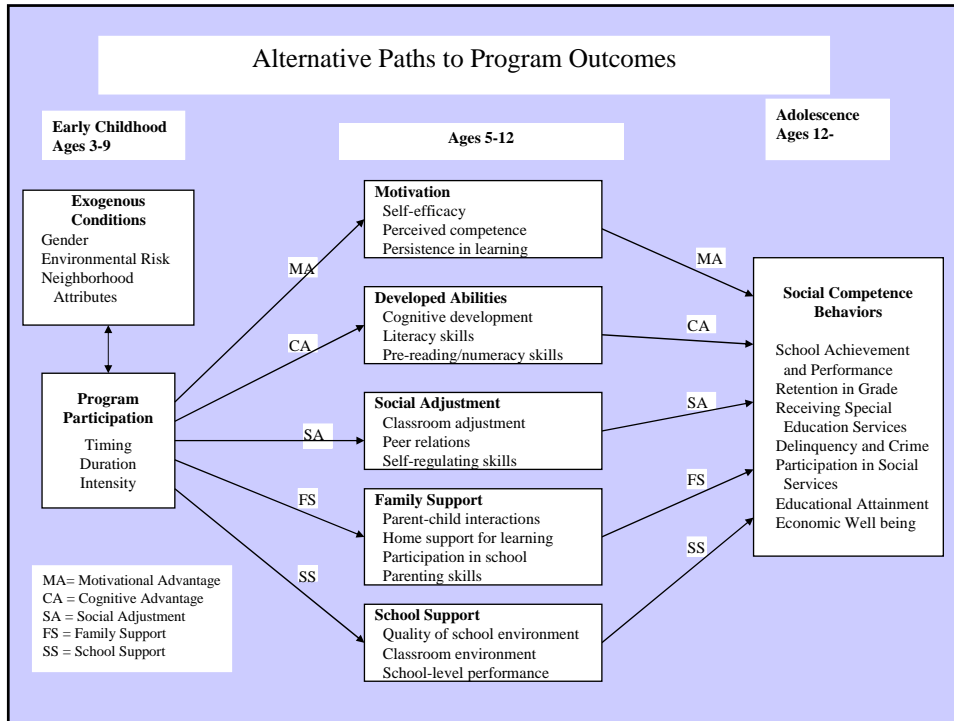 Alternative Paths to Program Outcomes
Early Childhood
Ages 3-9
Ages 5-12
Adolescence
Ages 12-
Exogenous
Conditions
Gender
Environmental Risk
Neighborhood
Attributes
Program
Participation
Timing
Duration
Intensity
MA= Motivational Advantage
CA = Cognitive Advantage
SA = Social Adjustment
FS = Family Support
SS = School Support
MA
CA
SA
FS
SS
Motivation
Self-efficacy
Perceived competence
Persistence in learning
Developed Abilities
Cognitive development
Literacy skills
Pre-reading/numeracy skills
Social Adjustment
Classroom adjustment
Peer relations
Self-regulating skills
Family Support
Parent-child interactions
Home support for learning
Participation in school
Parenting skills
School Support
Quality of school environment
Classroom environment
School-level performance
MA
CA
SA
FS
SS
Social Competence
Behaviors
School Achievement
and Performance
Retention in Grade
Receiving Special
Education Services
Delinquency and Crime
Participation in Social
Services
Educational Attainment
Economic Well being